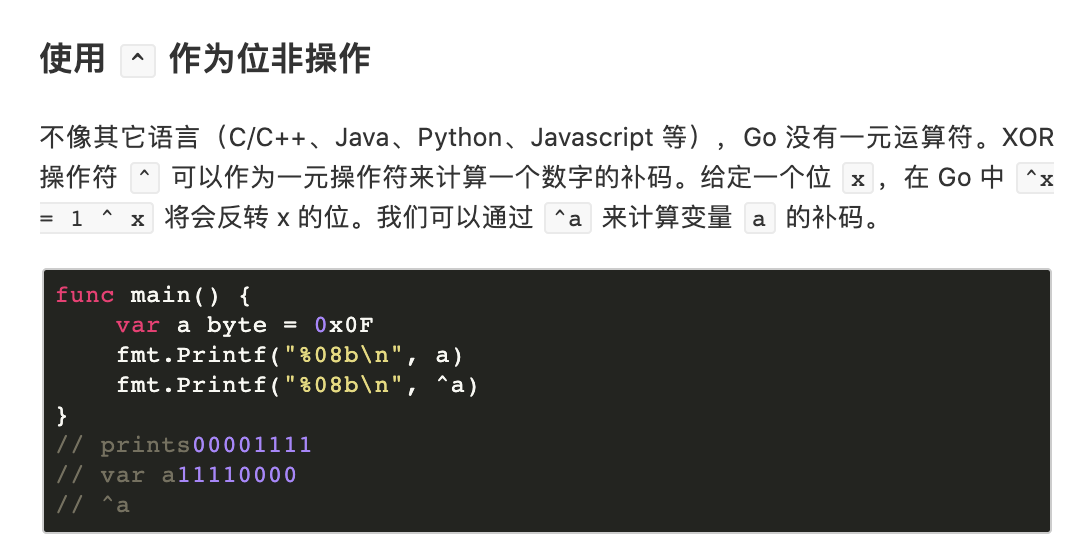 使用 ^ 作为位非操作
不像其它语言（C/C++、Java、Python、Javascript 等），Go 没有一元运算符。XOR
操作符 ^ 可以作为一元操作符来计算一个数字的补码。给定一个位 x，在 Go 中 ^x
= 1 ^ x 将会反转 x 的位。我们可以通过 ^a 来计算变量 a 的补码。
func main() {
    var a byte = 0x0F
    fmt.Printf("%08b\n", a)
    fmt.Printf("%08b\n", ^a)
}
// prints00001111
// var a11110000
// ^a